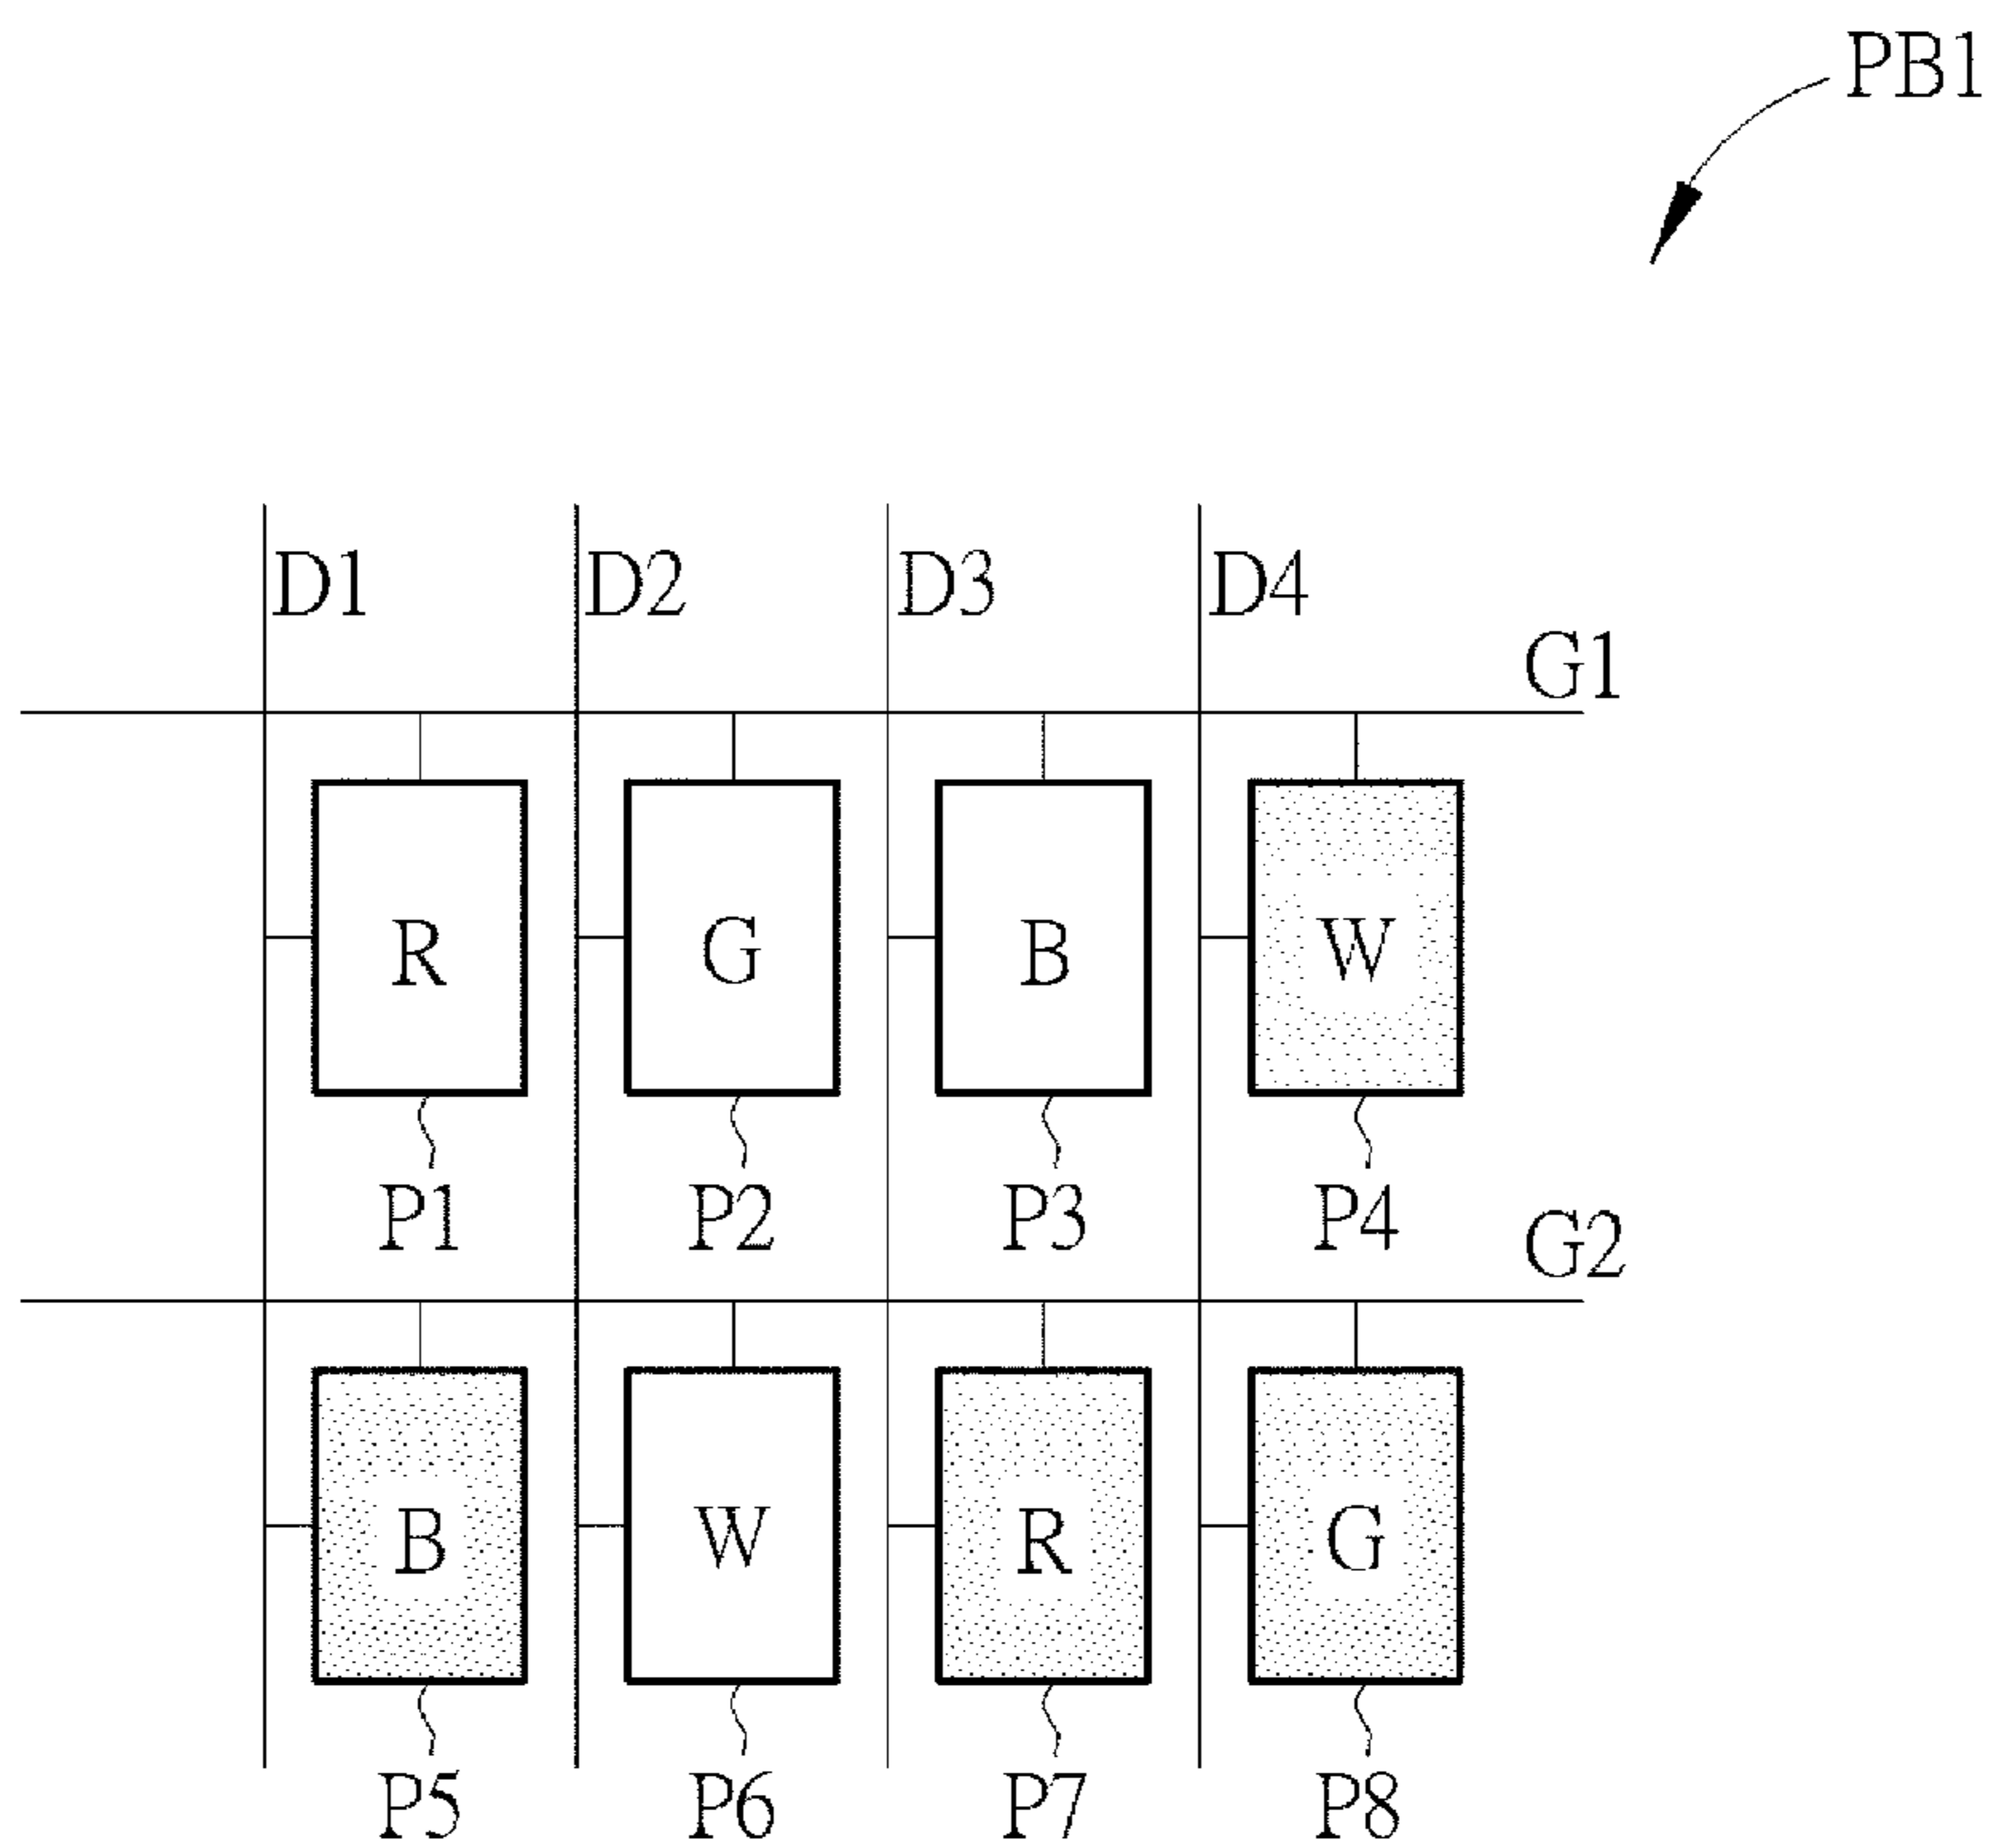 PB1
D1 D2 D3 D4
G1
R G B W
P1 P2 P3 P4
G2
B W R G
P5 P6 P7 P8